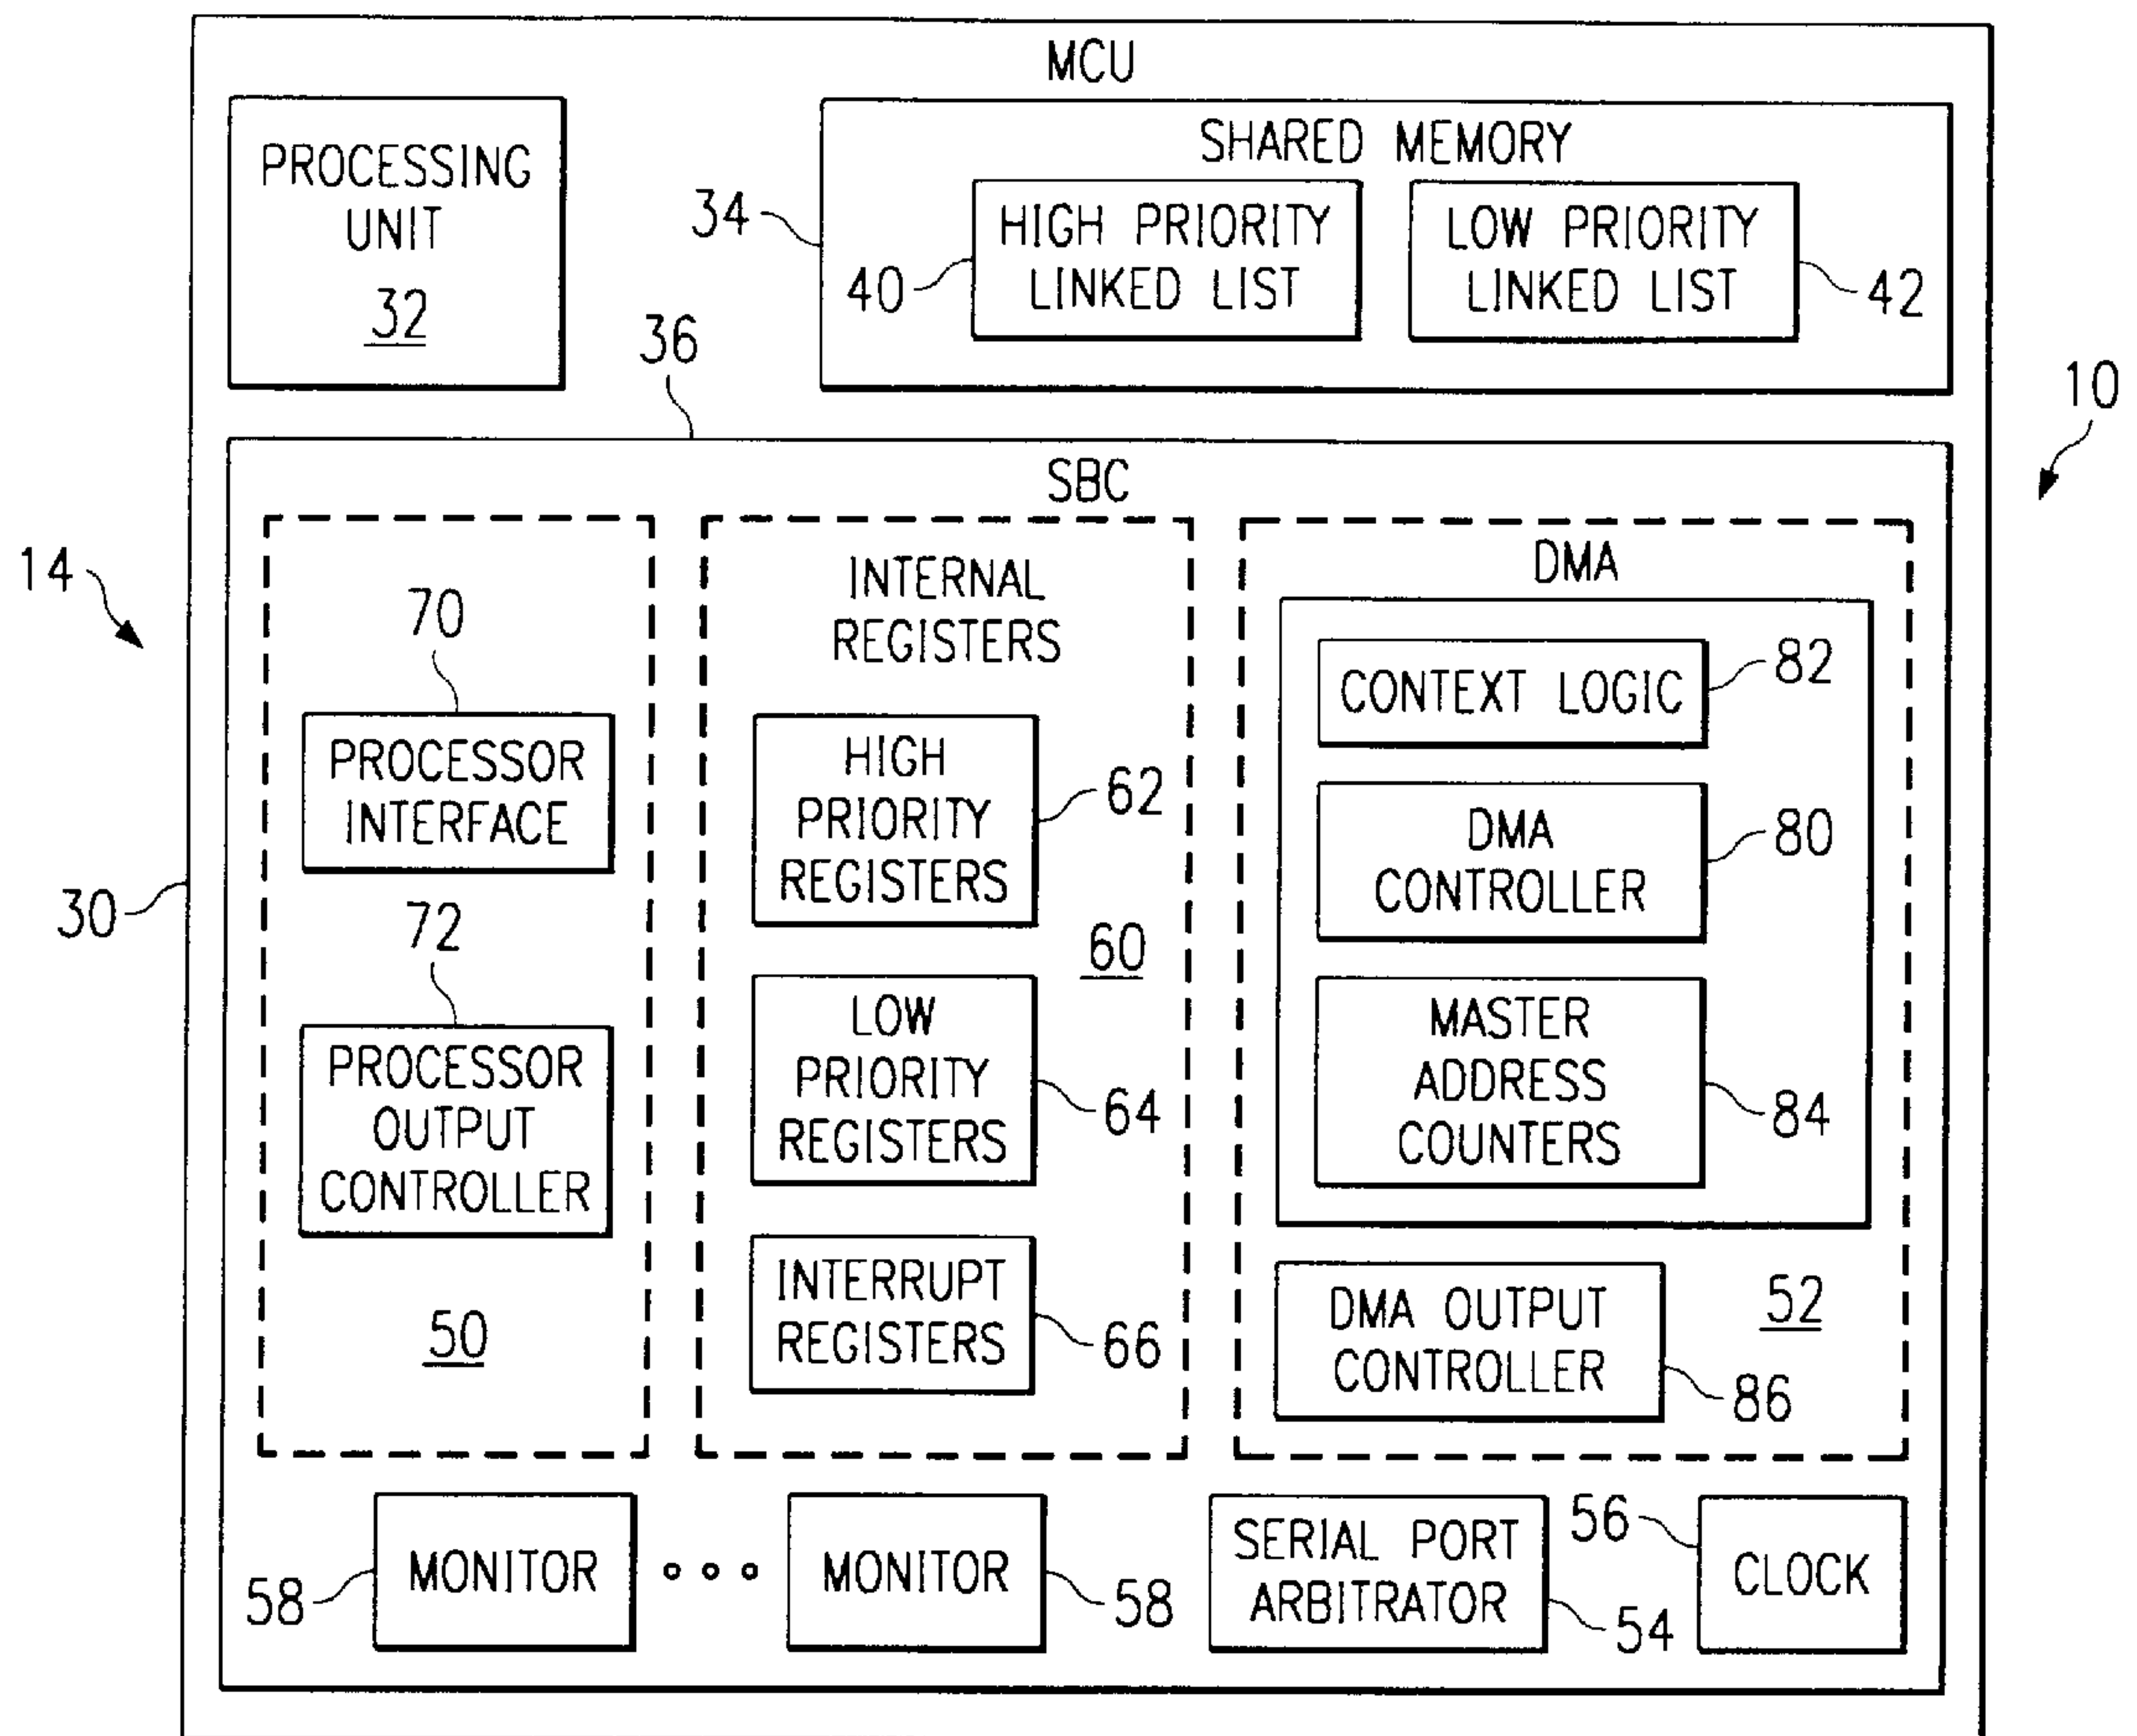 MCU
PROCESSING
UNIT
32
SHARED MEMORY
34
HIGH PRIORITY
LINKED LIST
40
LOW PRIORITY
LINKED LIST
42
36
10
SBC
14
30
70
PROCESSOR
INTERFACE
72
PROCESSOR
OUTPUT
CONTROLLER
50
INTERNAL
REGISTERS
HIGH
PRIORITY
REGISTERS
62
60
LOW
PRIORITY
REGISTERS
64
INTERRUPT
REGISTERS
66
DMA
CONTEXT LOGIC
82
DMA
CONTROLLER
80
MASTER
ADDRESS
COUNTERS
84
DMA OUTPUT
CONTROLLER
86
52
58
MONITOR
MONITOR
58
SERIAL PORT
ARBITRATOR
54
56
CLOCK